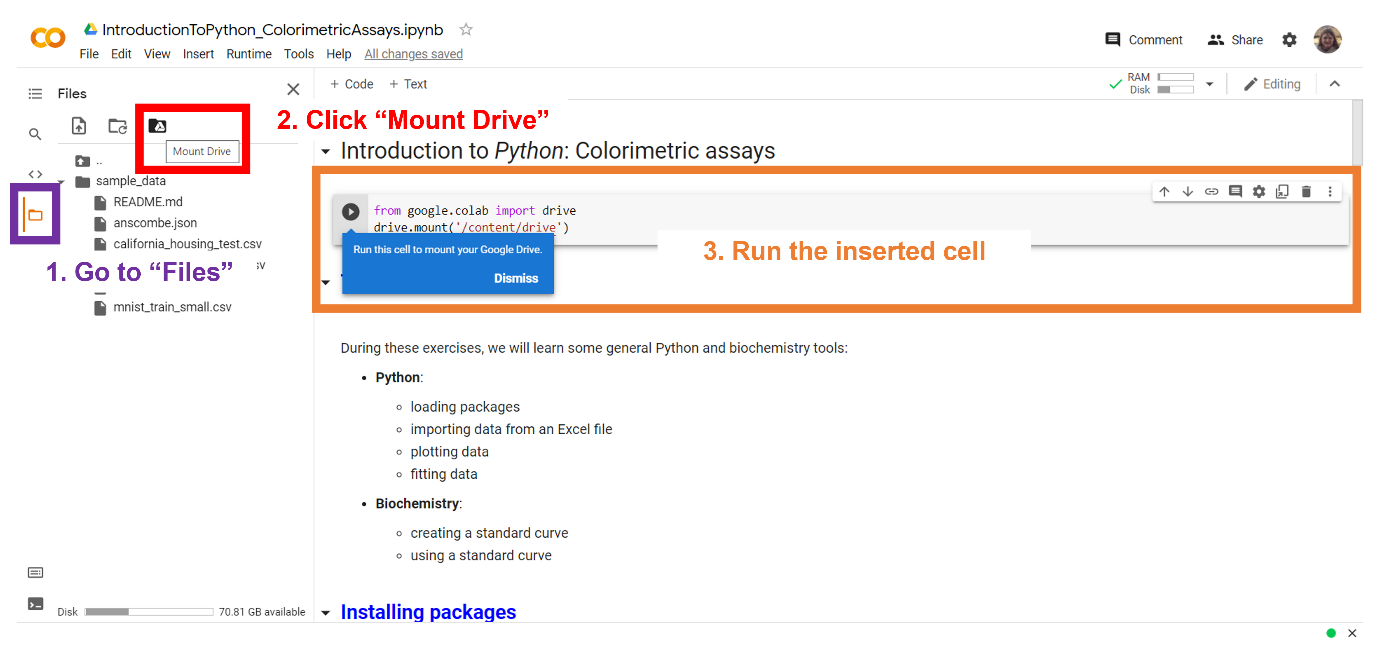 IntroductionToPython_ColorimetricAssays.ipynb
File Edit View Insert Runtime Tools Help All changes saved
Comment Share
Files
+ Code + Text
RAM
Disk
Editing
2. Click “Mount Drive”
Mount Drive
..
sample_data
README.md
anscombe.json
california_housing_test.csv
1. Go to “Files”
mnist_train_small.csv
Disk 70.81 GB available
Introduction to Python: Colorimetric assays
from google.colab import drive
drive.mount('/content/drive')
Run this cell to mount your Google Drive.
Dismiss
3. Run the inserted cell
During these exercises, we will learn some general Python and biochemistry tools:
• Python:
◦ loading packages
◦ importing data from an Excel file
◦ plotting data
◦ fitting data
• Biochemistry:
◦ creating a standard curve
◦ using a standard curve
Installing packages